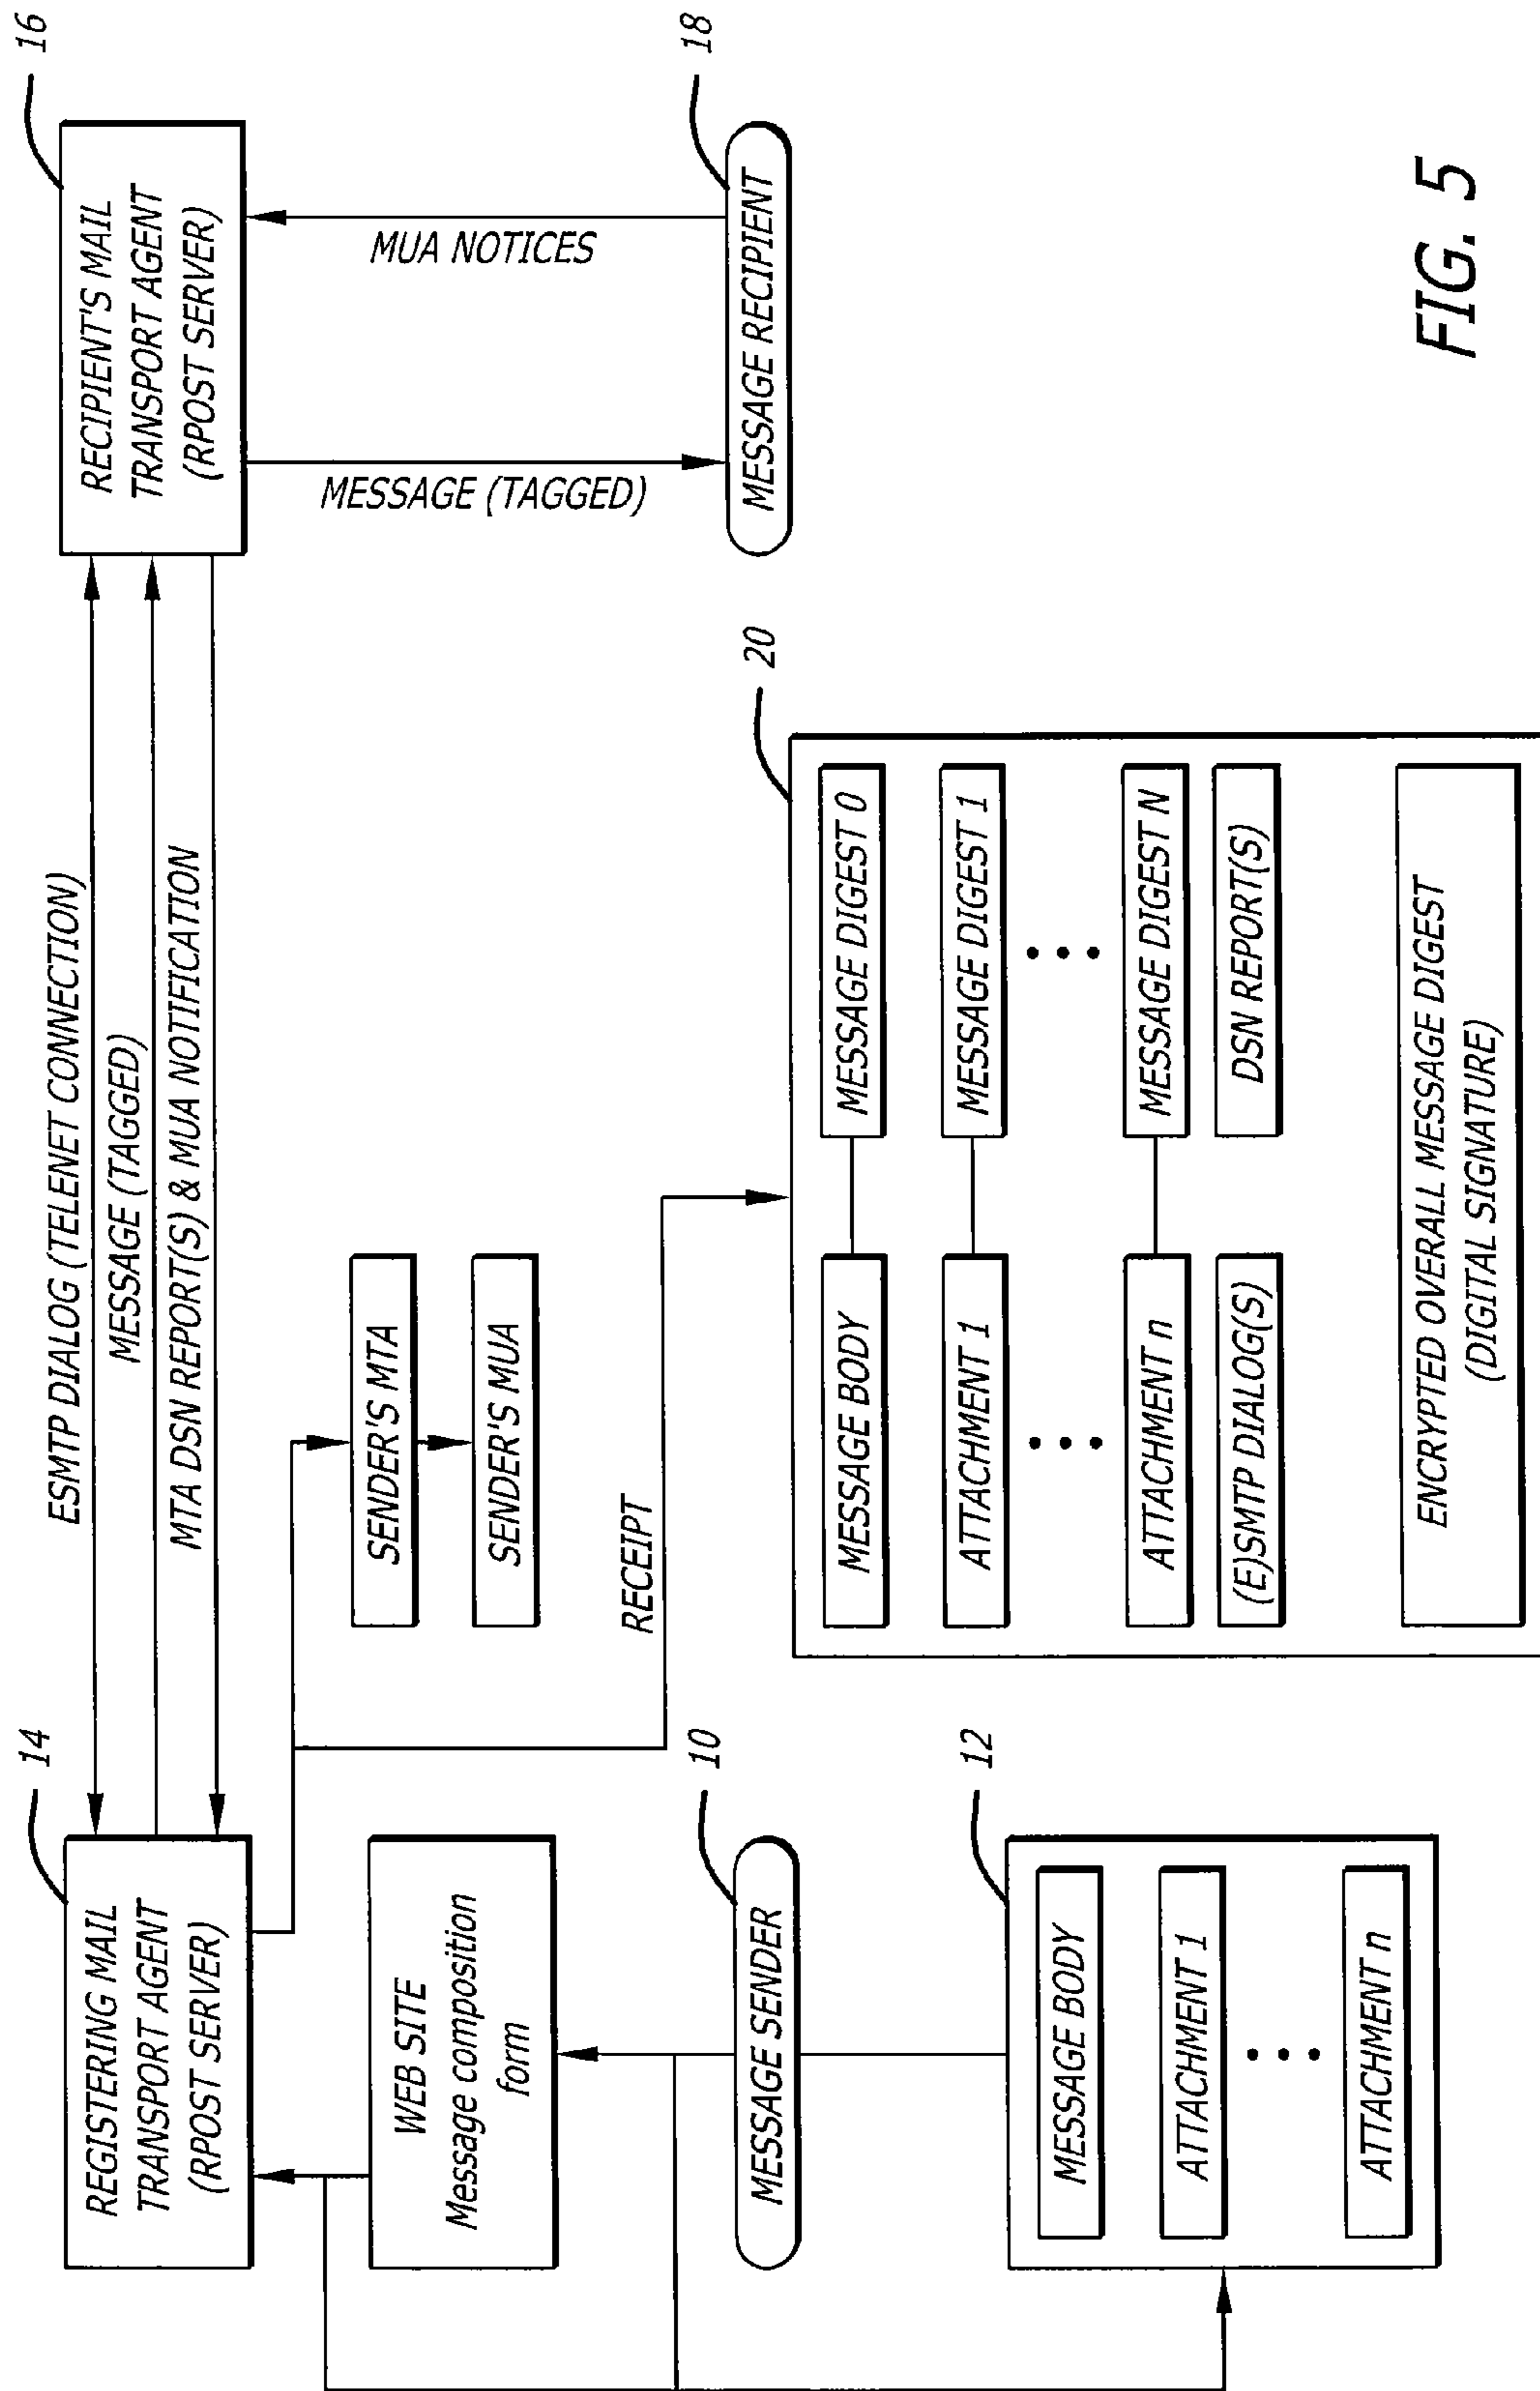 14
REGISTERING MAIL
TRANSPORT AGENT
(RPOST SERVER)
ESMTP DIALOG (TELENET CONNECTION)
MESSAGE (TAGGED)
MTA DSN REPORT(S) & MUA NOTIFICATION
16
RECIPIENT'S MAIL
TRANSPORT AGENT
(RPOST SERVER)
WEB SITE
Message composition
form
SENDER'S MTA
SENDER'S MUA
MESSAGE (TAGGED)
MUA NOTICES
RECEIPT
10
MESSAGE SENDER
18
MESSAGE RECIPIENT
12
MESSAGE BODY
ATTACHMENT 1
ATTACHMENT n
20
MESSAGE BODY
MESSAGE DIGEST 0
ATTACHMENT 1
MESSAGE DIGEST 1
ATTACHMENT n
MESSAGE DIGEST N
(E)SMTP DIALOG(S)
DSN REPORT(S)
ENCRYPTED OVERALL MESSAGE DIGEST
(DIGITAL SIGNATURE)
FIG. 5